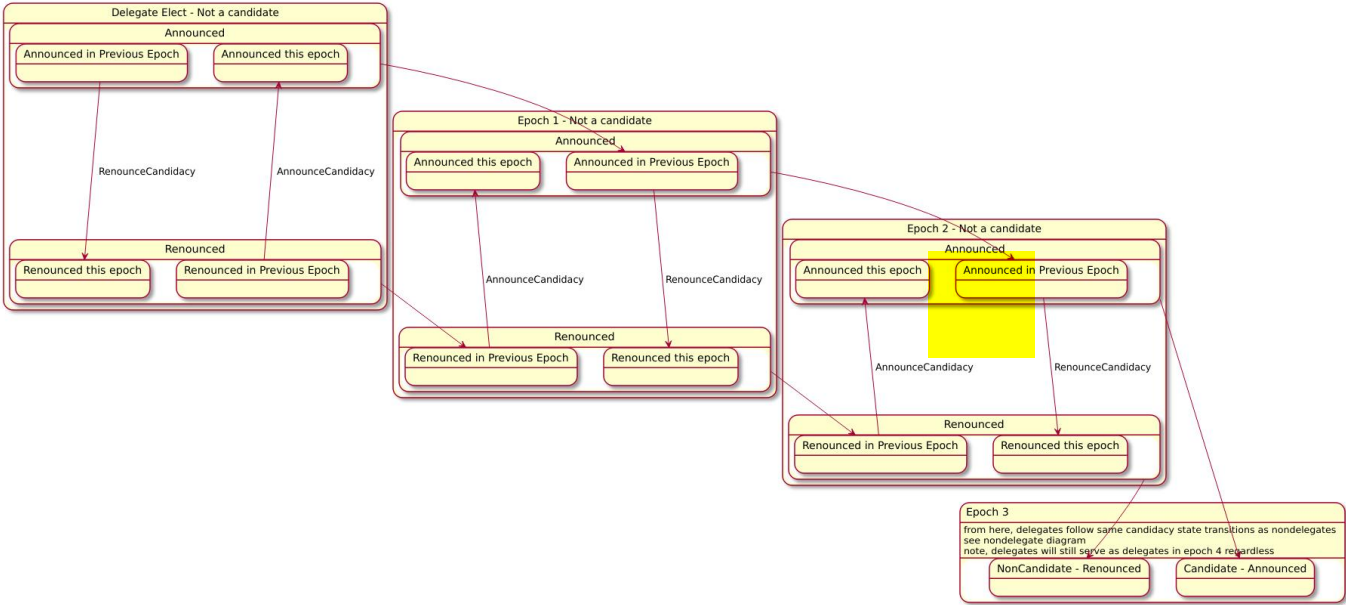 Delegate Elect - Not a candidate
Announced
Announced in Previous Epoch
Announced this epoch
RenounceCandidacy
AnnounceCandidacy
Renounced
Renounced this epoch
Renounced in Previous Epoch
Epoch 1 - Not a candidate
Announced
Announced this epoch
Announced in Previous Epoch
AnnounceCandidacy
RenounceCandidacy
Renounced
Renounced in Previous Epoch
Renounced this epoch
Epoch 2 - Not a candidate
Announced
Announced this epoch
Announced in Previous Epoch
AnnounceCandidacy
RenounceCandidacy
Renounced
Renounced in Previous Epoch
Renounced this epoch
Epoch 3
from here, delegates follow same candidacy state transitions as nondelegates
see nondelegate diagram
note, delegates will still serve as delegates in epoch 4 regardless
NonCandidate - Renounced
Candidate - Announced